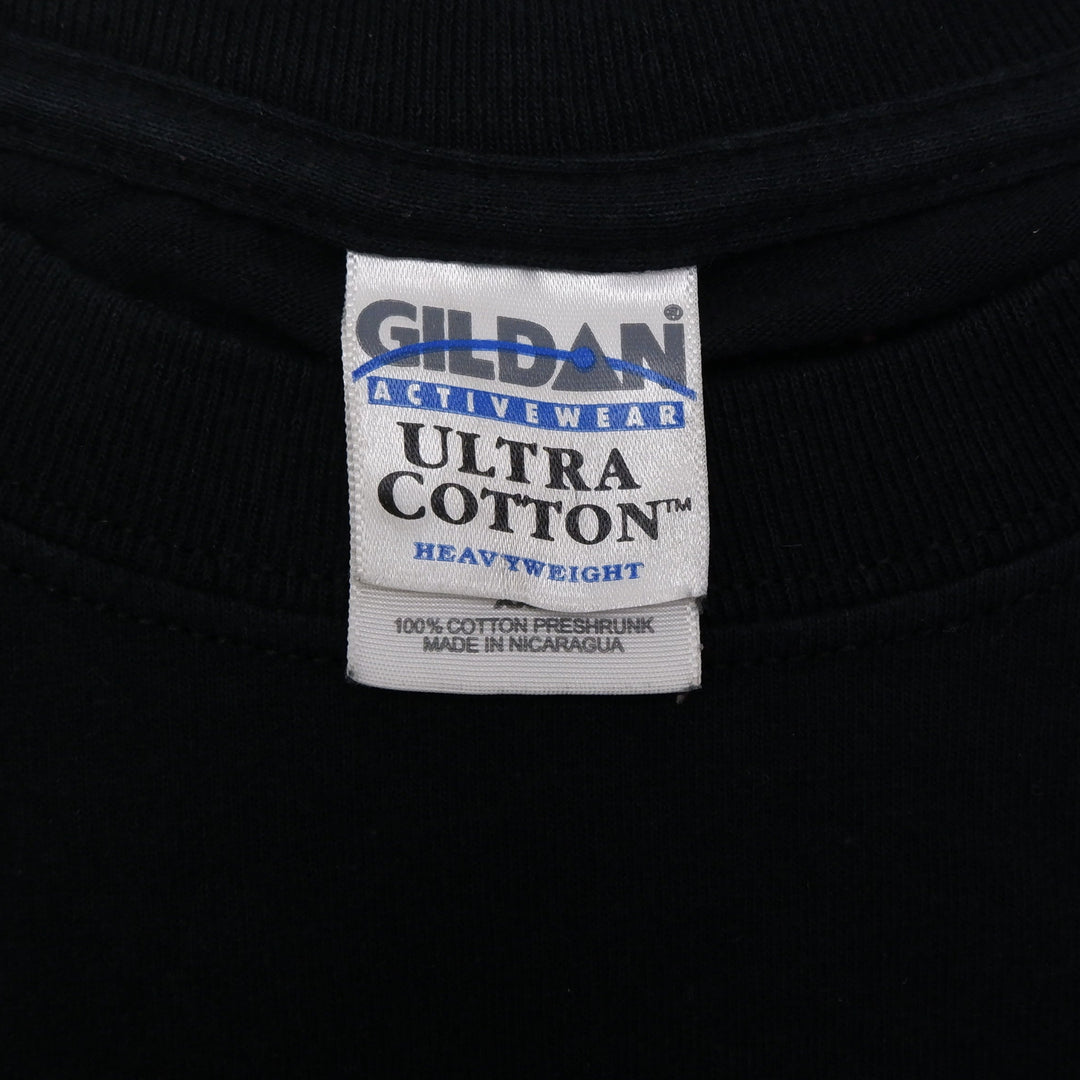 GILDAN®
ACTIVEWEAR
ULTRA
COTTON™
HEAVYWEIGHT
100% COTTON PRESHRUNK
MADE IN NICARAGUA